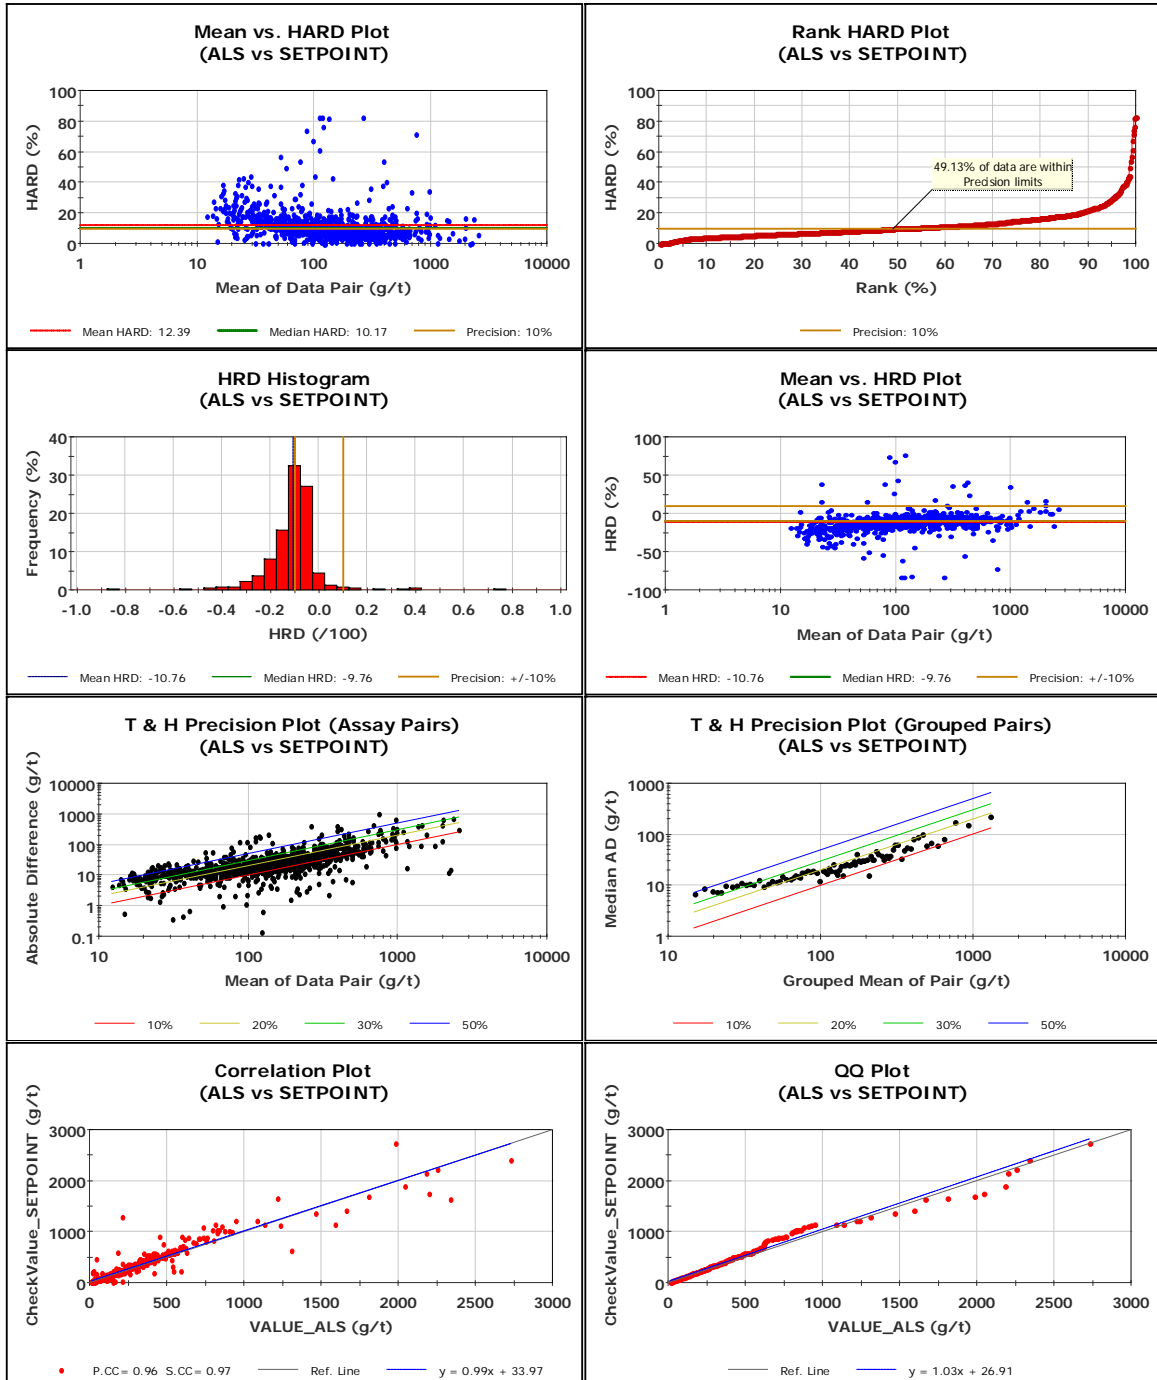 Mean vs. HARD Plot
(ALS vs SETPOINT)
HARD (%)
100
80
60
40
20
0
1
10
100
1000
10000
Mean of Data Pair (g/t)
Mean HARD: 12.39
Median HARD: 10.17
Precision: 10%
Rank HARD Plot
(ALS vs SETPOINT)
HARD (%)
100
80
60
40
20
0
49.13% of data are within
Precision limits
0 10 20 30 40 50 60 70 80 90 100
Rank (%)
Precision: 10%
HRD Histogram
(ALS vs SETPOINT)
Frequency (%)
40
30
20
10
0
-1.0 -0.8 -0.6 -0.4 -0.2 0.0 0.2 0.4 0.6 0.8 1.0
HRD (/100)
Mean HRD: -10.76
Median HRD: -9.76
Precision: +/-10%
Mean vs. HRD Plot
(ALS vs SETPOINT)
HRD (%)
100
50
0
-50
-100
1 10 100 1000 10000
Mean of Data Pair (g/t)
Mean HRD: -10.76
Median HRD: -9.76
Precision: +/-10%
T & H Precision Plot (Assay Pairs)
(ALS vs SETPOINT)
Absolute Difference (g/t)
10000
1000
100
10
1
0.1
10 100 1000 10000
Mean of Data Pair (g/t)
10% 20% 30% 50%
T & H Precision Plot (Grouped Pairs)
(ALS vs SETPOINT)
Median AD (g/t)
1000
100
10
1
10 100 1000 10000
Grouped Mean of Pair (g/t)
10% 20% 30% 50%
Correlation Plot
(ALS vs SETPOINT)
CheckValue_SETPOINT (g/t)
3000
2000
1000
0
0 500 1000 1500 2000 2500 3000
VALUE_ALS (g/t)
P.CC= 0.96 S.CC= 0.97
Ref. Line
y = 0.99x + 33.97
QQ Plot
(ALS vs SETPOINT)
CheckValue_SETPOINT (g/t)
3000
2000
1000
0
0 500 1000 1500 2000 2500 3000
VALUE_ALS (g/t)
Ref. Line
y = 1.03x + 26.91